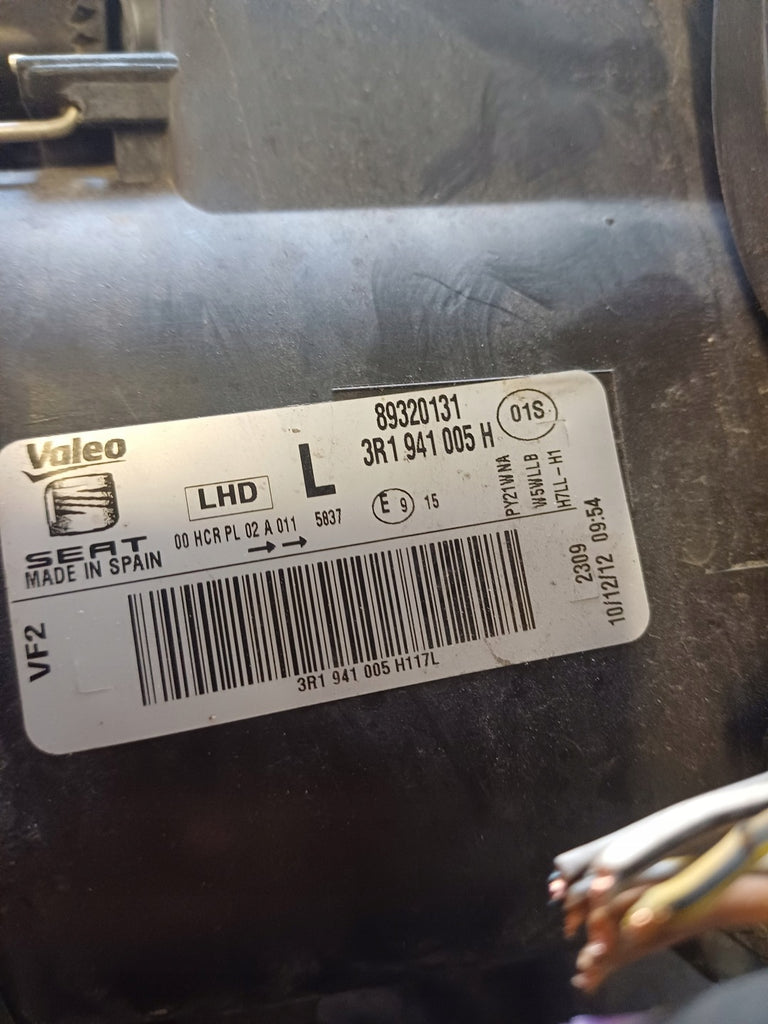 Valeo
SEAT
MADE IN SPAIN
LHD
L
89320131
3R1 941 005 H
01S
00 HCR PL 02 A 011
5837
E 9
15
PY21WNA
W5WLLB
H7LL-H1
2309
10/12/12 09:54
VF2
3R1 941 005 H117L